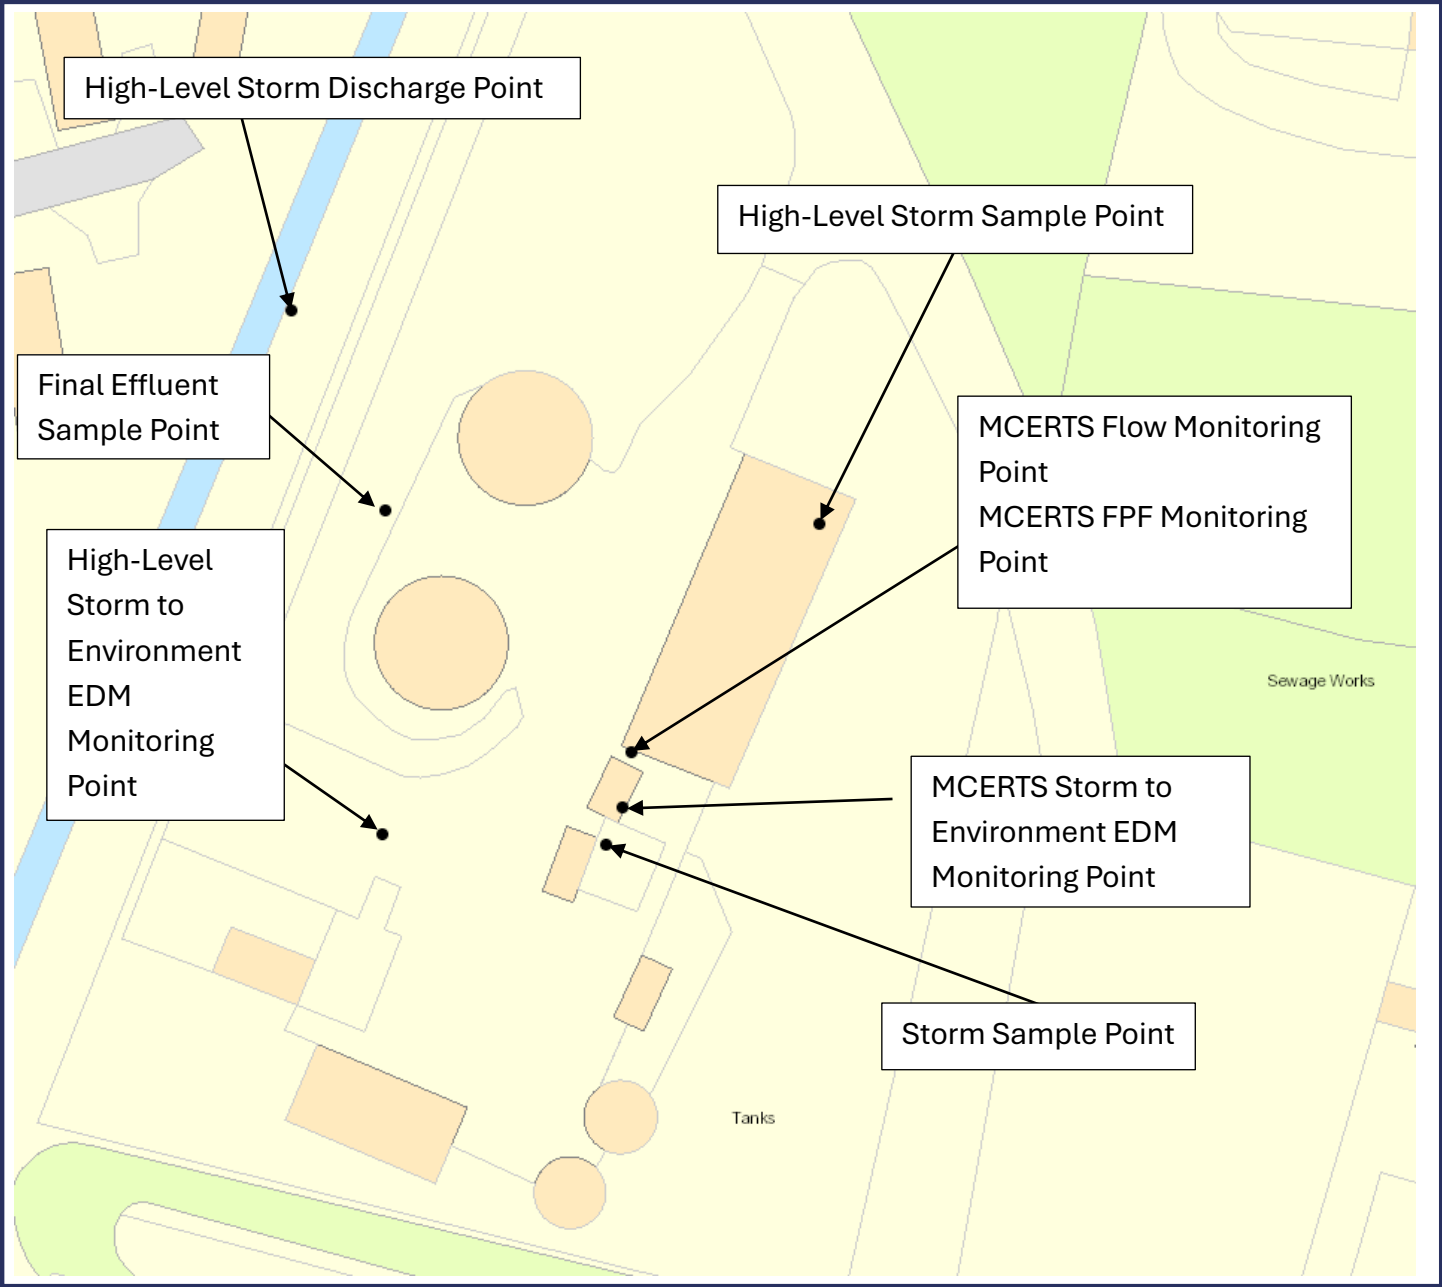 High-Level Storm Discharge Point
High-Level Storm Sample Point
Final Effluent
Sample Point
MCERTS Flow Monitoring
Point
MCERTS FPF Monitoring
Point
High-Level
Storm to
Environment
EDM
Monitoring
Point
Sewage Works
MCERTS Storm to
Environment EDM
Monitoring Point
Storm Sample Point
Tanks